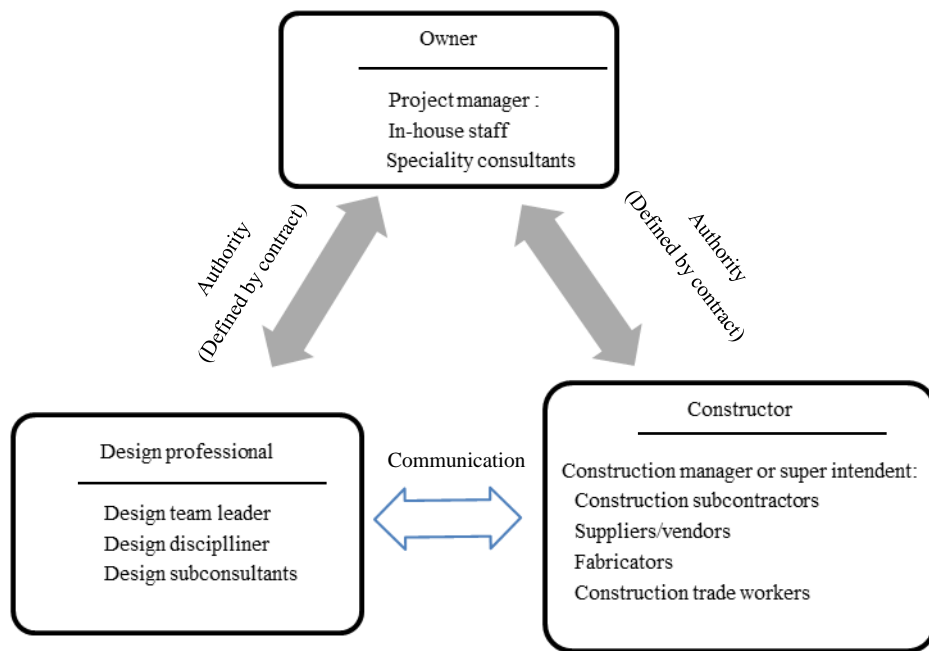 Owner
Project manager :
In-house staff
Speciality consultants
Authority
(Defined by contract)
Authority
(Defined by contract)
Design professional
Design team leader
Design discipliner
Design subconsultants
Communication
Constructor
Construction manager or super intendent:
Construction subcontractors
Suppliers/vendors
Fabricators
Construction trade workers